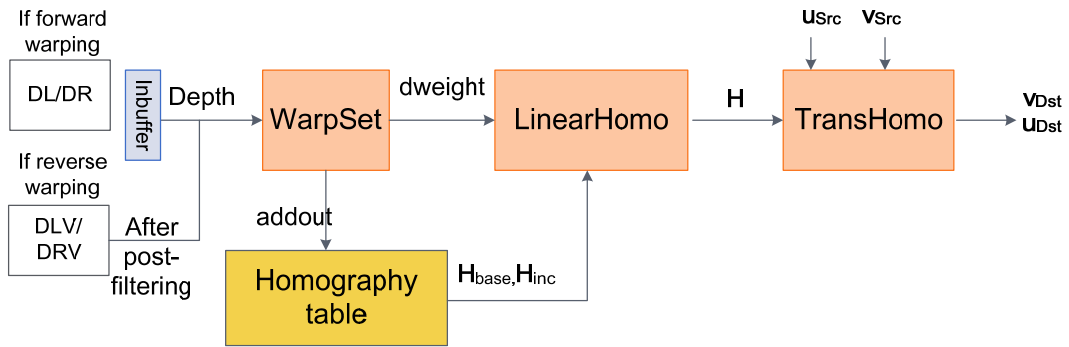 If forward
warping
DL/DR
Inbuffer
Depth
WarpSet
dweight
LinearHomo
H
uSrc
vSrc
TransHomo
vDst
uDst
If reverse
warping
DLV/
DRV
After
post-
filtering
addout
Homography
table
Hbase,Hinc